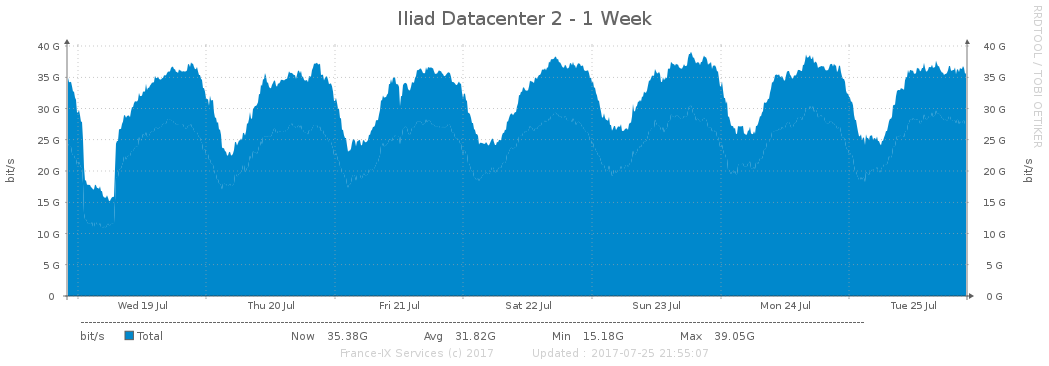 Iliad Datacenter 2 - 1 Week
RRDTOOL / TOBI OETIKER
40 G 40 G
35 G 35 G
30 G 30 G
25 G 25 G
20 G 20 G
15 G 15 G
10 G 10 G
5 G 5 G
0 0 G
bit/s bit/s
Wed 19 Jul Thu 20 Jul Fri 21 Jul Sat 22 Jul Sun 23 Jul Mon 24 Jul Tue 25 Jul
bit/s Total Now 35.38G Avg 31.82G Min 15.18G Max 39.05G
France-IX Services (c) 2017 Updated : 2017-07-25 21:55:07